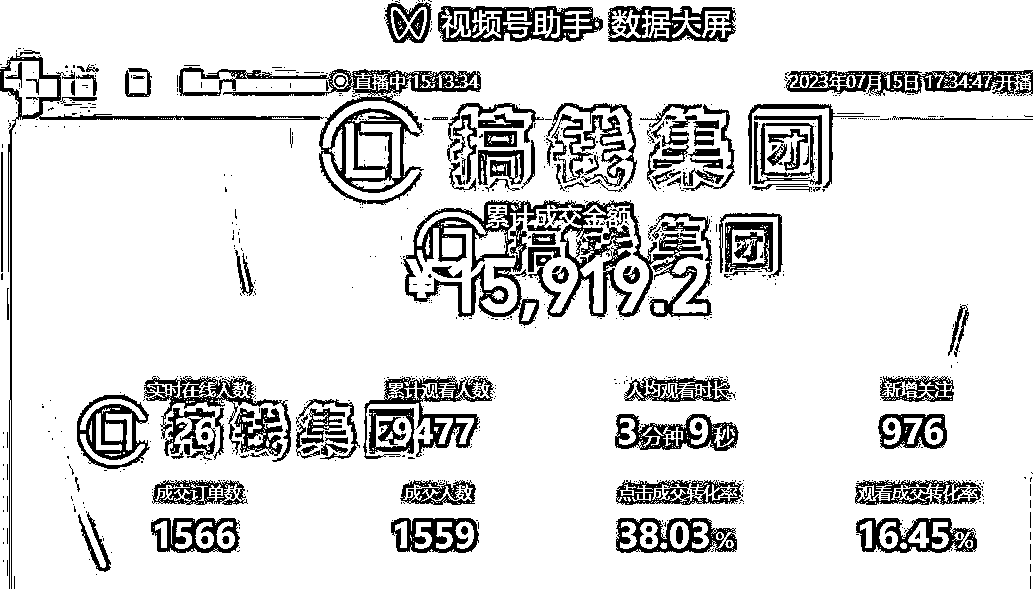 视频号助手·数据大屏
直播中 15:13:34
2023年07月15日 17:34:47 开播
搞钱集团
累计成交金额
搞钱集团
¥15,919.2
实时在线人数 累计观看人数 人均观看时长 新增关注
搞钱集团
26 9477 3分钟9秒 976
成交订单数 成交人数 点击成交转化率 观看成交转化率
1566 1559 38.03% 16.45%